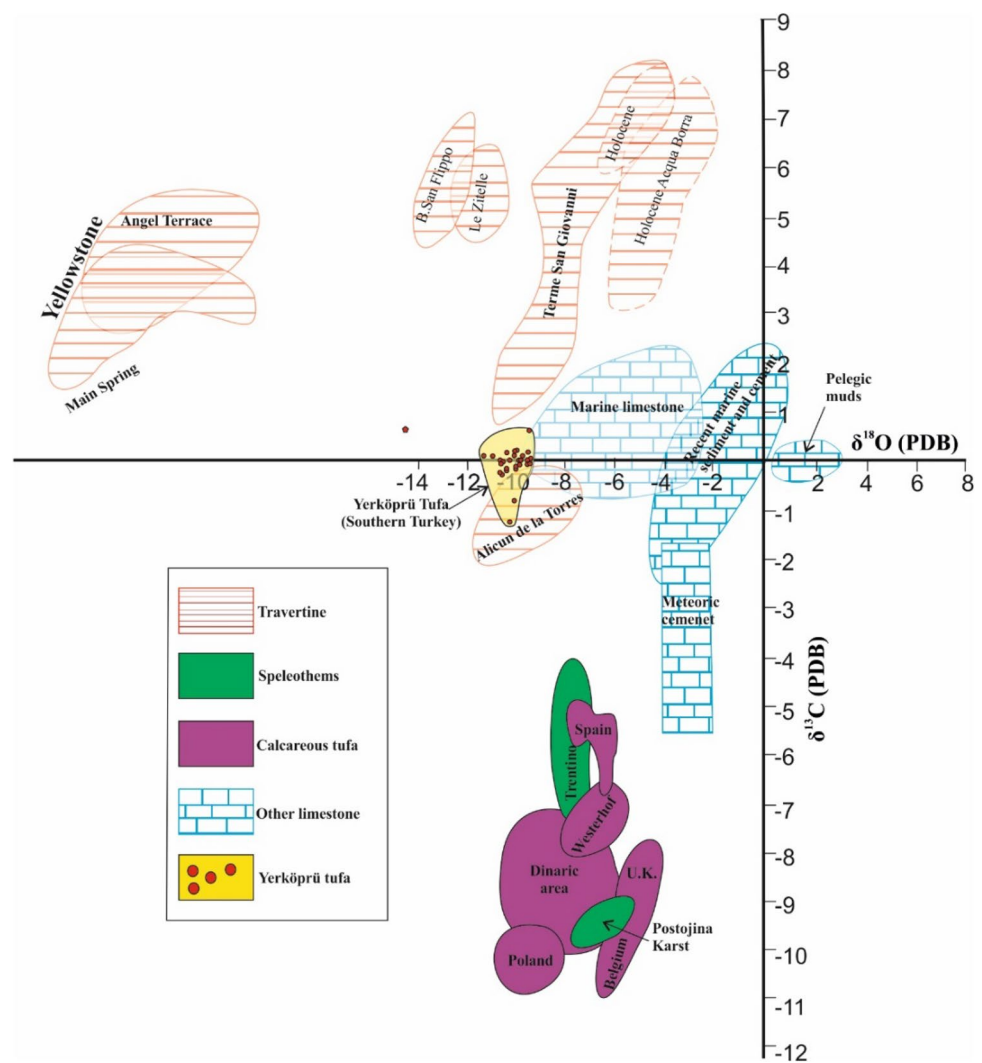 9
8
7
6
5
4
3
2
1
Holocene
Holocene Acqua Borra
B.San Flippo
Le Zitelle
Terme San Giovanni
Yellowstone
Angel Terrace
Main Spring
Marine limestone
Recent marine
sediment and cement
Pelegic
muds
δ18O (PDB)
-14 -12 -10 -8 -6 -4 -2 2 4 6 8
Yerköprü Tufa
(Southern Turkey)
Alicun de la Torres
-1
-2
-3
-4
-5
-6
-7
-8
-9
-10
-11
-12
Meteoric
cemenet
δ13C (PDB)
Travertine
Speleothems
Calcareous tufa
Other limestone
Yerköprü tufa
Spain
Trentino
Westerhof
Dinaric
area
U.K.
Postojina
Karst
Poland
Belgium